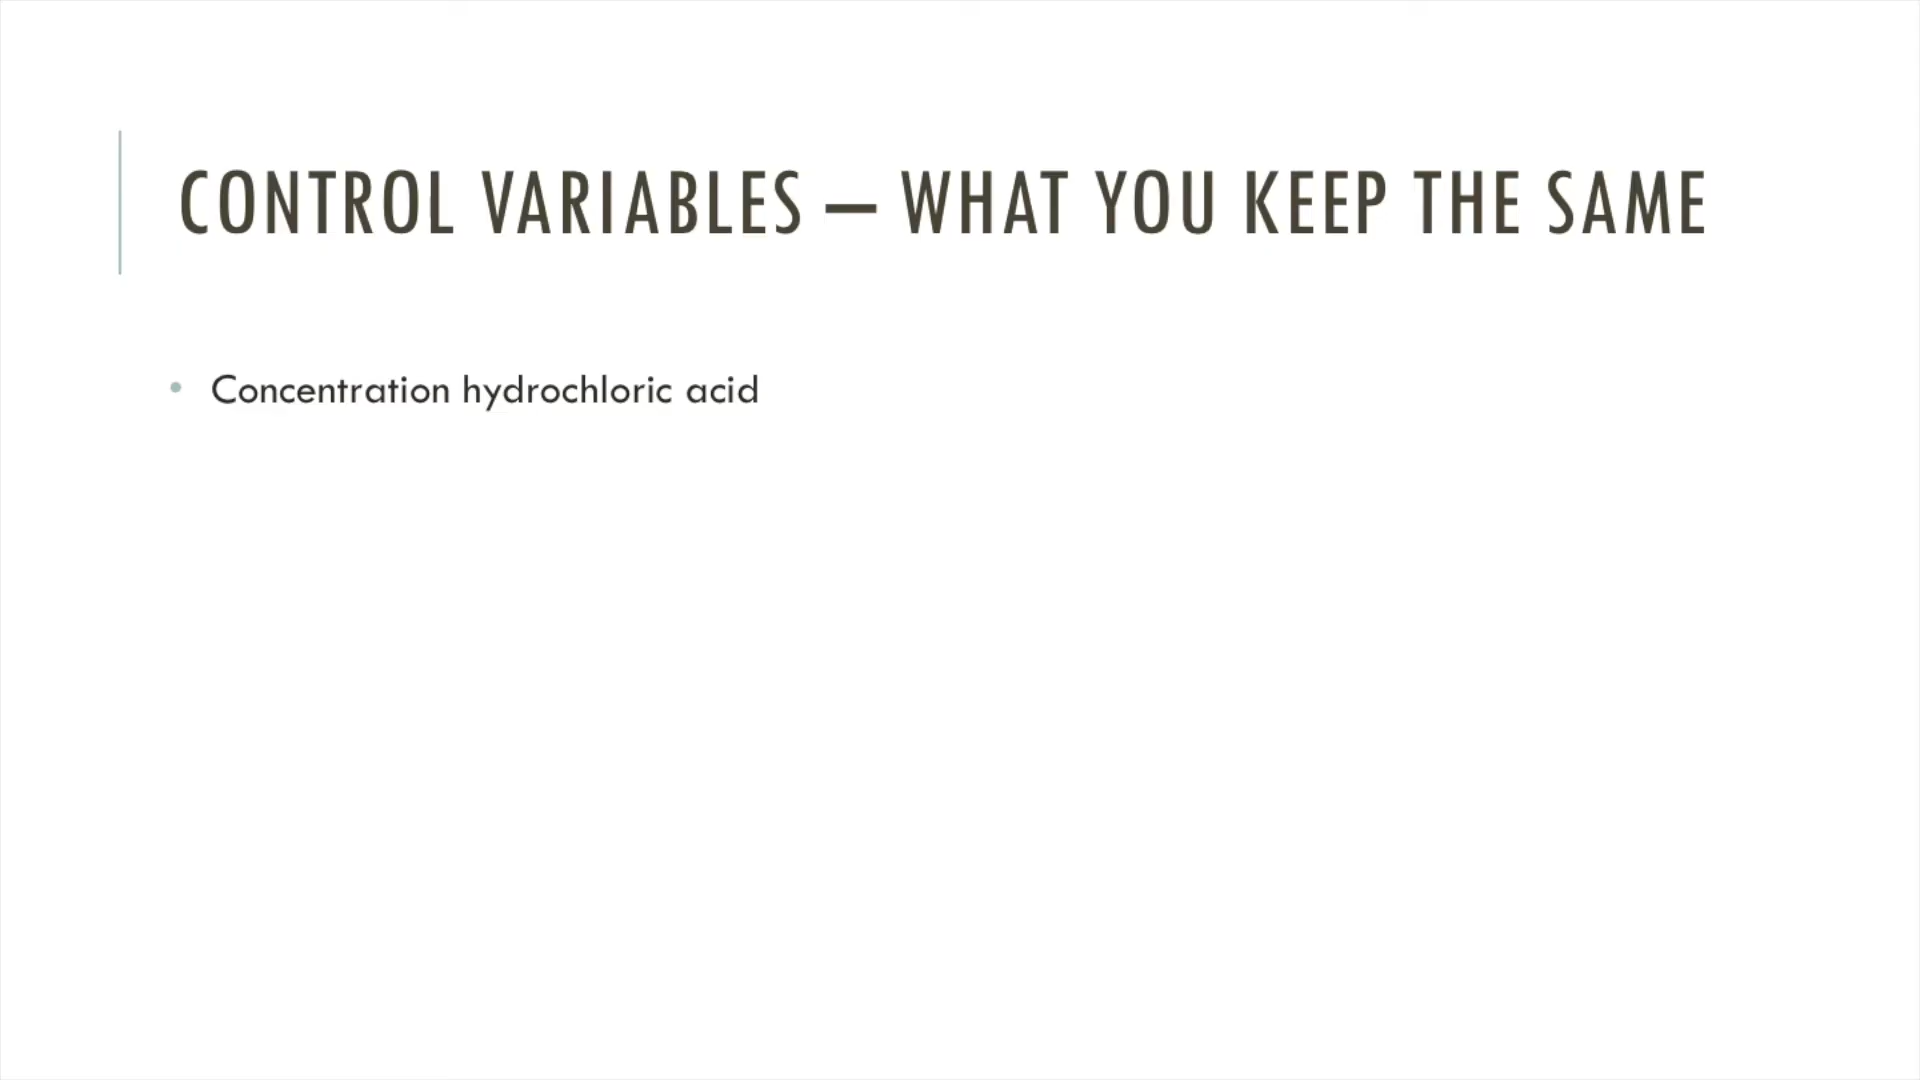 CONTROL VARIABLES – WHAT YOU KEEP THE SAME
• Concentration hydrochloric acid